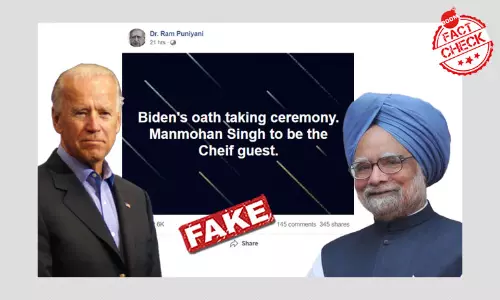 Dr. Ram Puniyani
21 hrs
Biden's oath taking ceremony.
Manmohan Singh to be the
Cheif guest.
FAKE
145 comments 345 shares
Share
100%
FACT
CHECK